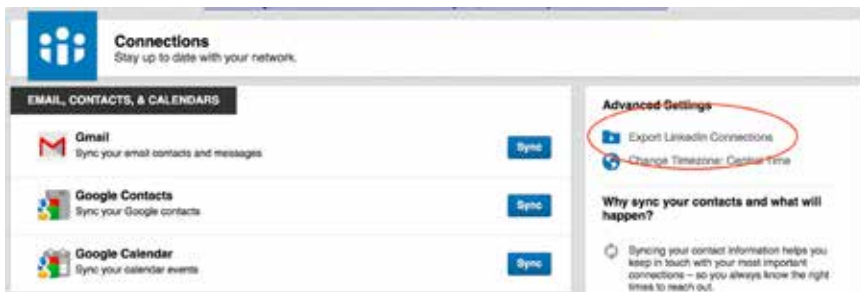 Connections
Stay up to date with your network.
EMAIL, CONTACTS, & CALENDARS
Gmail
Sync your email contacts and messages
Sync
Google Contacts
Sync your Google contacts
Sync
Google Calendar
Sync your calendar events
Sync
Advanced Settings
Export LinkedIn Connections
Change Timezone: Central Time
Why sync your contacts and what will
happen?
Syncing your contact information helps you
keep in touch with your most important
connections – so you always know the right
times to reach out.